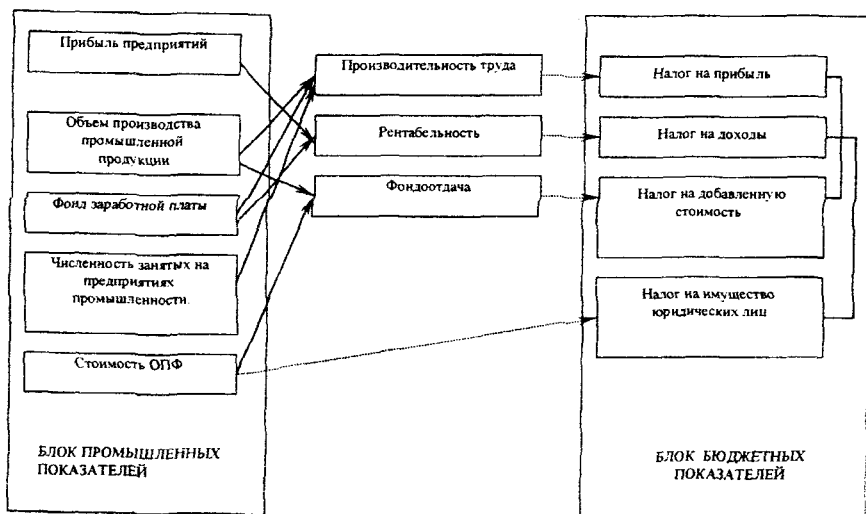 Прибыль предприятий
Объем производства
промышленной
продукции
Фонд заработной платы
Численность занятых на
предприятиях
промышленности.
Стоимость ОПФ
БЛОК ПРОМЫШЛЕННЫХ
ПОКАЗАТЕЛЕЙ
Производительность труда
Рентабельность
Фондоотдача
Налог на прибыль
Налог на доходы
Налог на добавленную
стоимость
Налог на имущество
юридических лиц
БЛОК БЮДЖЕТНЫХ
ПОКАЗАТЕЛЕЙ